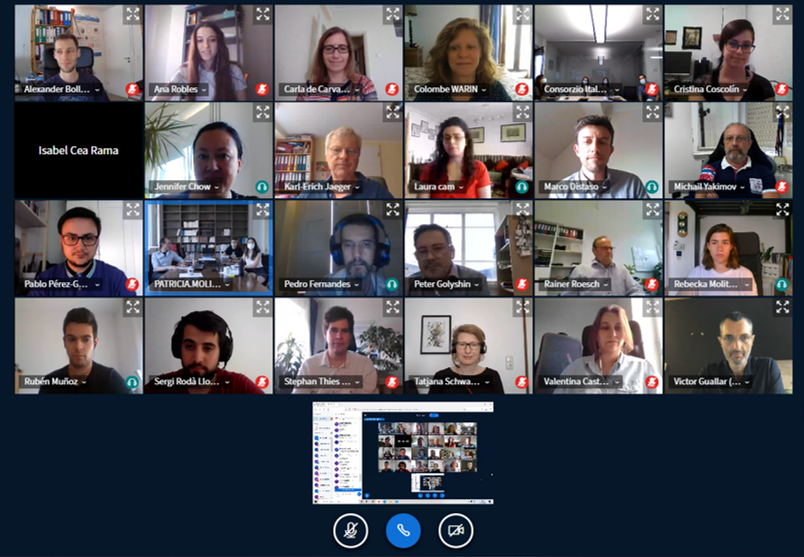 Alexander Boll...
Ana Robles
Carla de Carva...
Colombe WARIN
Consorzio Ital...
Cristina Coscolín
Isabel Cea Rama
Jennifer Chow
Karl-Erich Jaeger
Laura cam
Marco Distaso
Michail Yakimov
Pablo Pérez-G...
PATRICIA.MOLI...
Pedro Fernandes
Peter Golyshin
Rainer Roesch
Rebecka Molit...
Rubén Muñoz
Sergi Rodà Llo...
Stephan Thies ...
Tatjana Schwa...
Valentina Cast...
Victor Guallar (...